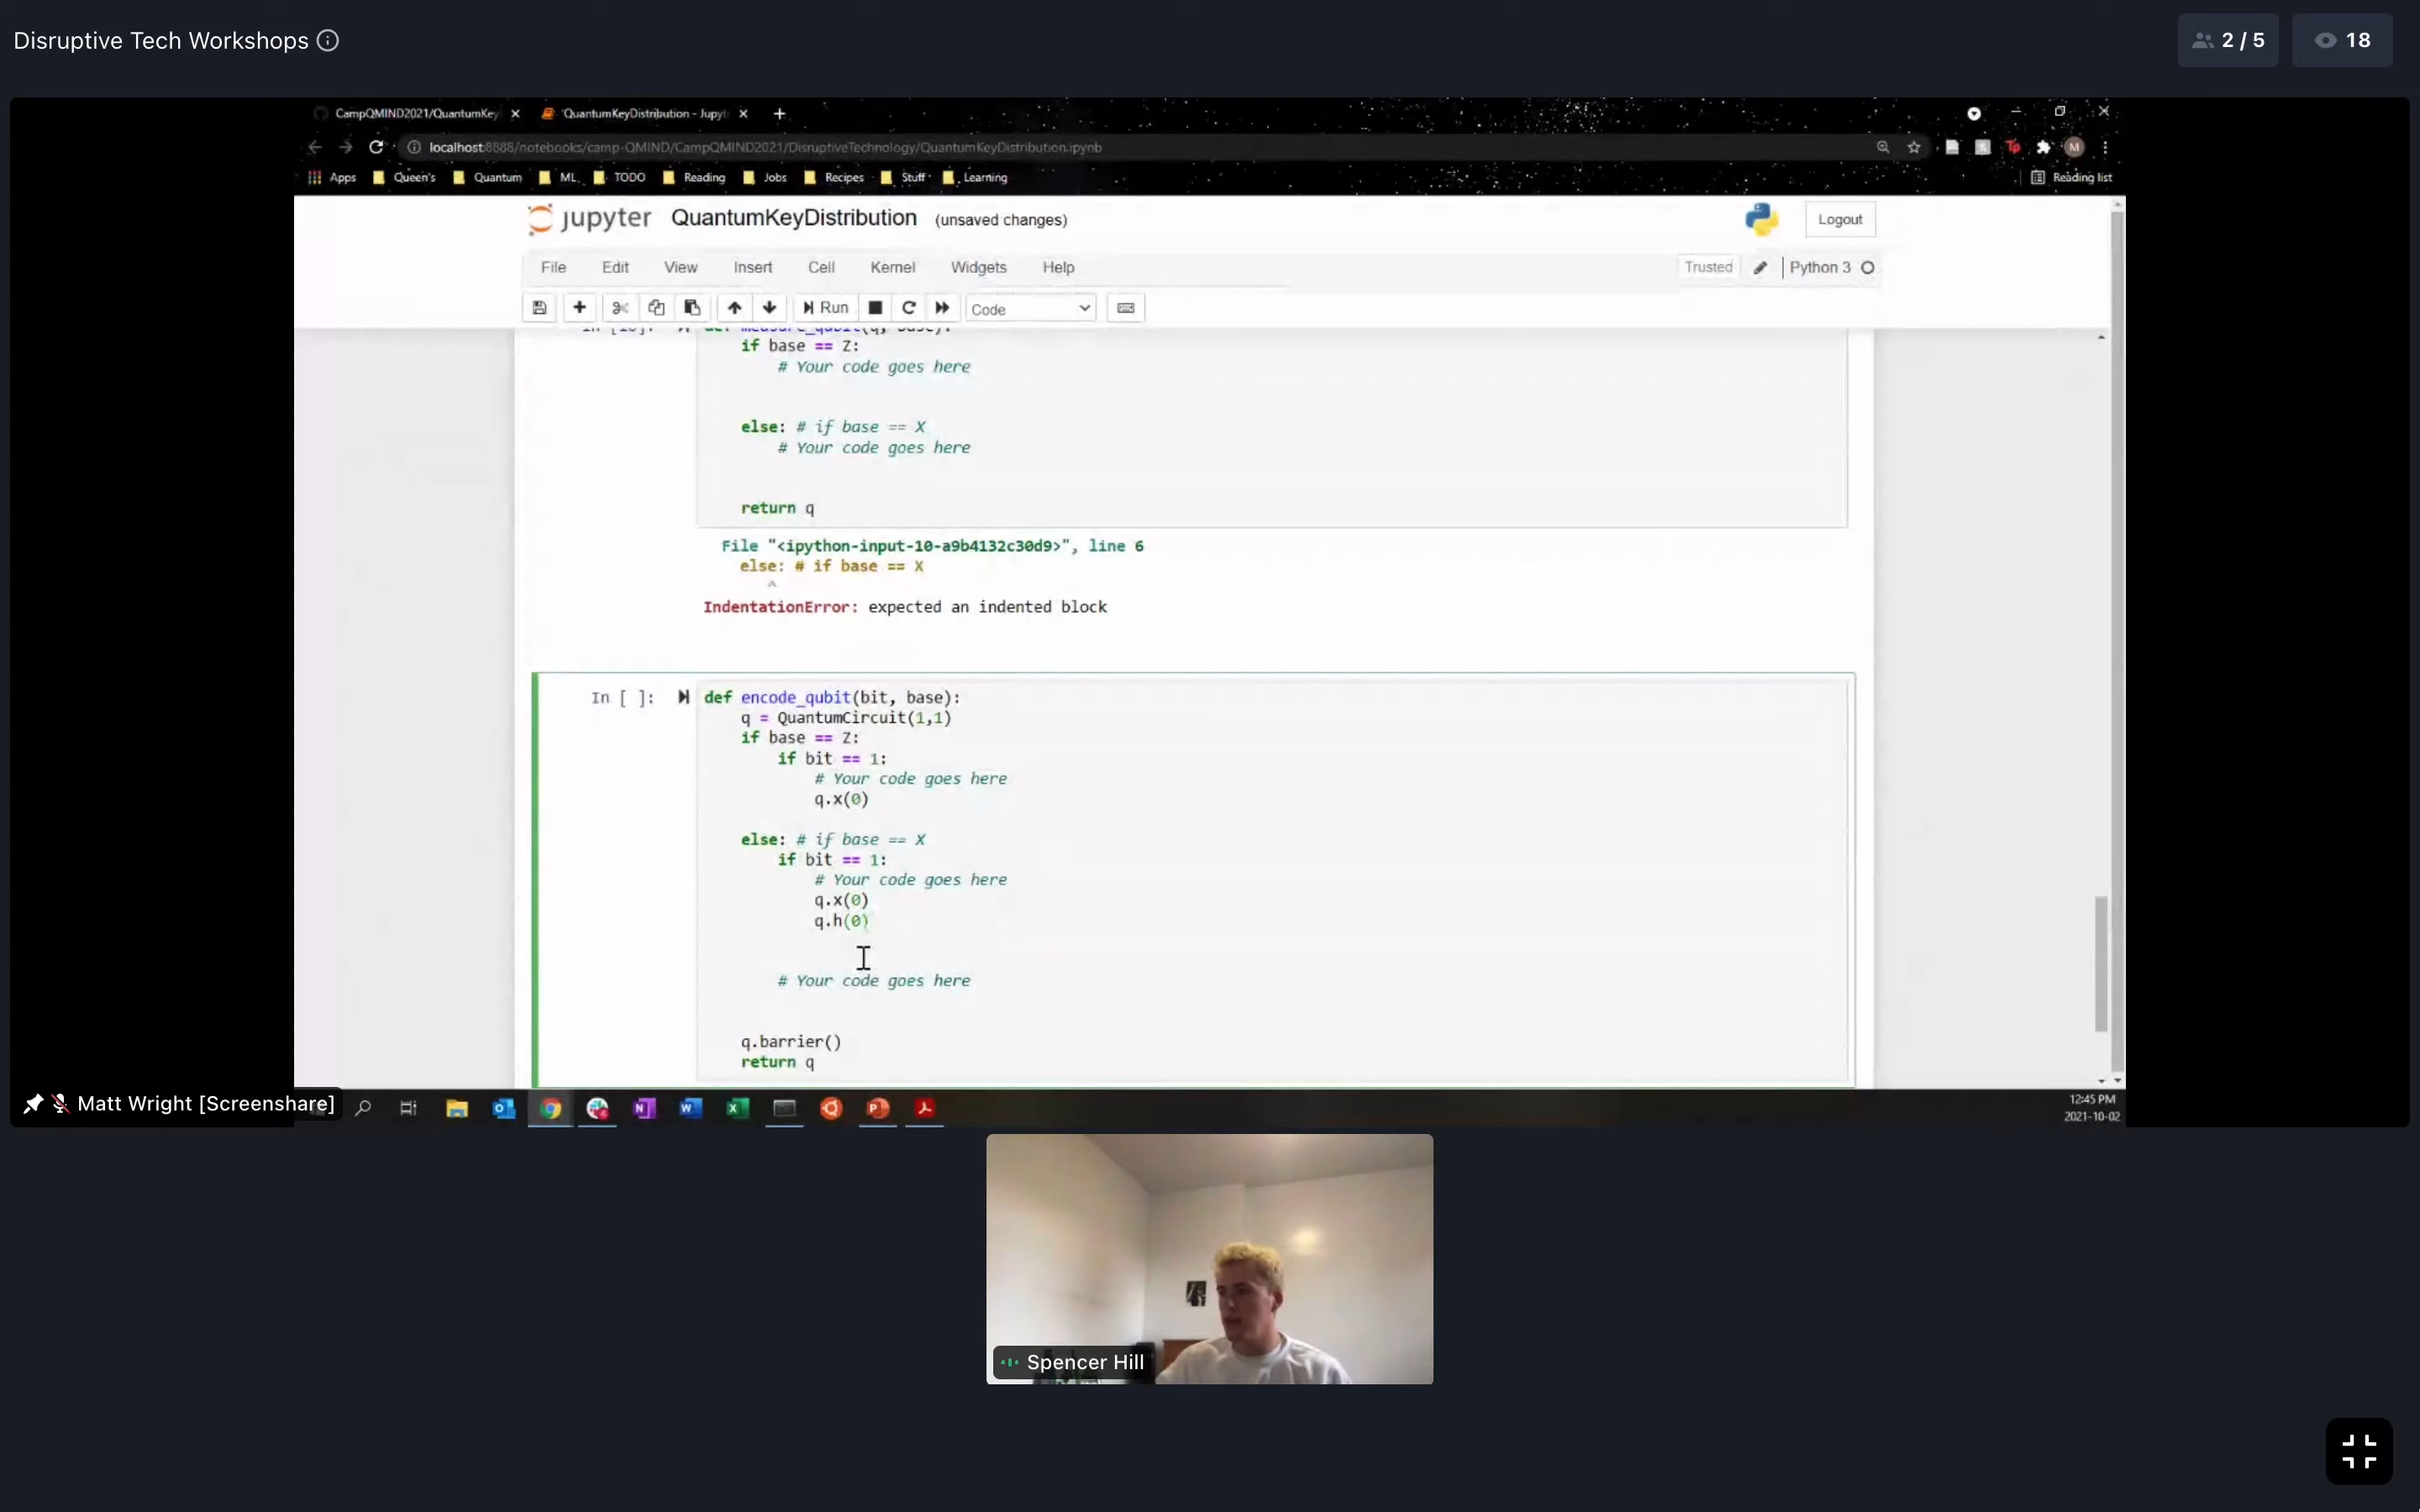 Disruptive Tech Workshops
2 / 5
18
CampQMIND2021/QuantumKey
QuantumKeyDistribution - Jupyt
localhost:8888/notebooks/camp-QMIND/CampQMIND2021/DisruptiveTechnology/QuantumKeyDistribution.ipynb
Apps Queen's Quantum ML TODO Reading Jobs Recipes Stuff Learning Reading list
jupyter QuantumKeyDistribution (unsaved changes) Logout
File Edit View Insert Cell Kernel Widgets Help Trusted Python 3
Run Code
if base == Z:
# Your code goes here
else: # if base == X
# Your code goes here
return q
File "<ipython-input-10-a9b4132c30d9>", line 6
else: # if base == X
^
IndentationError: expected an indented block
In [ ]: def encode_qubit(bit, base):
q = QuantumCircuit(1,1)
if base == Z:
if bit == 1:
# Your code goes here
q.x(0)
else: # if base == X
if bit == 1:
# Your code goes here
q.x(0)
q.h(0)
# Your code goes here
q.barrier()
return q
Matt Wright [Screenshare]
12:45 PM
2021-10-02
Spencer Hill